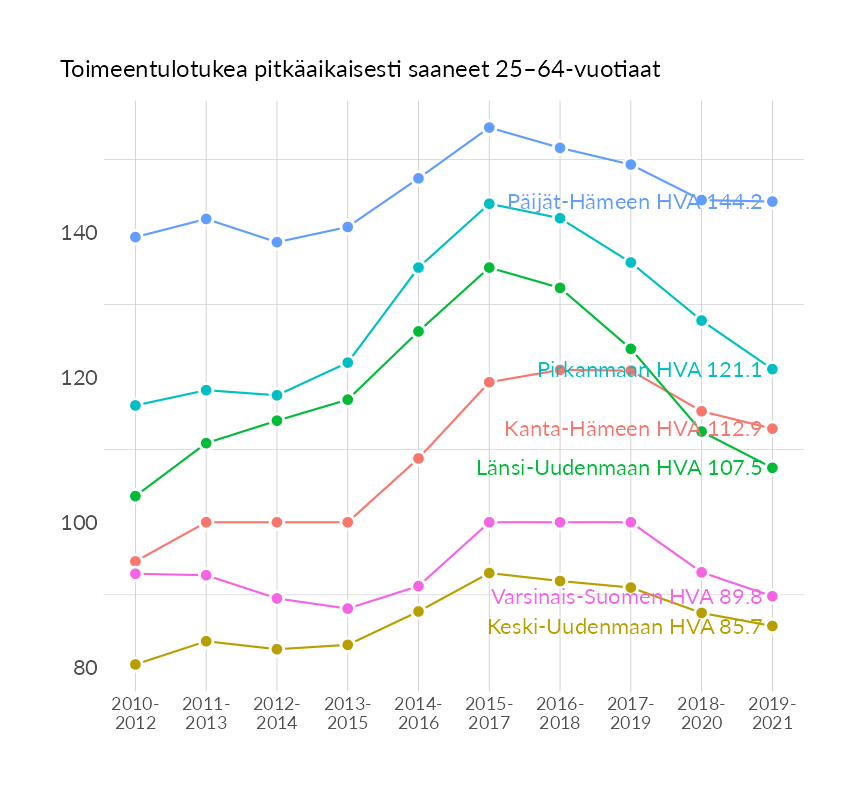 Toimeentulotukea pitkäaikaisesti saaneet 25–64-vuotiaat
Päijät-Hämeen HVA 144.2
140
Pirkanmaan HVA 121.1
120
Kanta-Hämeen HVA 112.9
Länsi-Uudenmaan HVA 107.5
100
Varsinais-Suomen HVA 89.8
Keski-Uudenmaan HVA 85.7
80
2010- 2011- 2012- 2013- 2014- 2015- 2016- 2017- 2018- 2019-
2012 2013 2014 2015 2016 2017 2018 2019 2020 2021